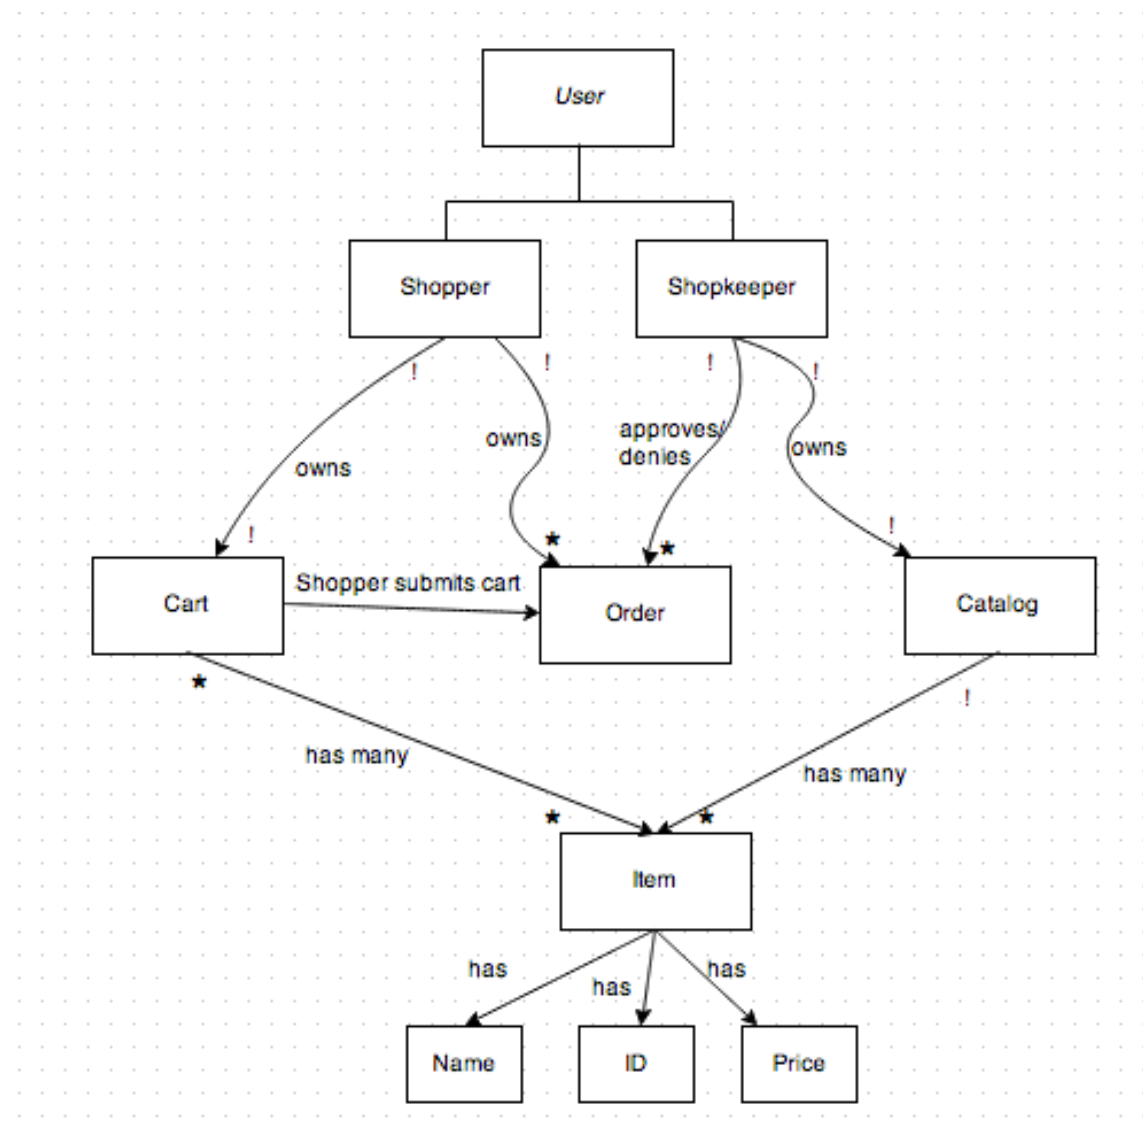 User
Shopper
Shopkeeper
!
!
!
!
owns
owns
approves/
denies
owns
!
*
*
!
Cart
Shopper submits cart
Order
Catalog
*
!
has many
has many
*
*
Item
has
has
has
Name
ID
Price